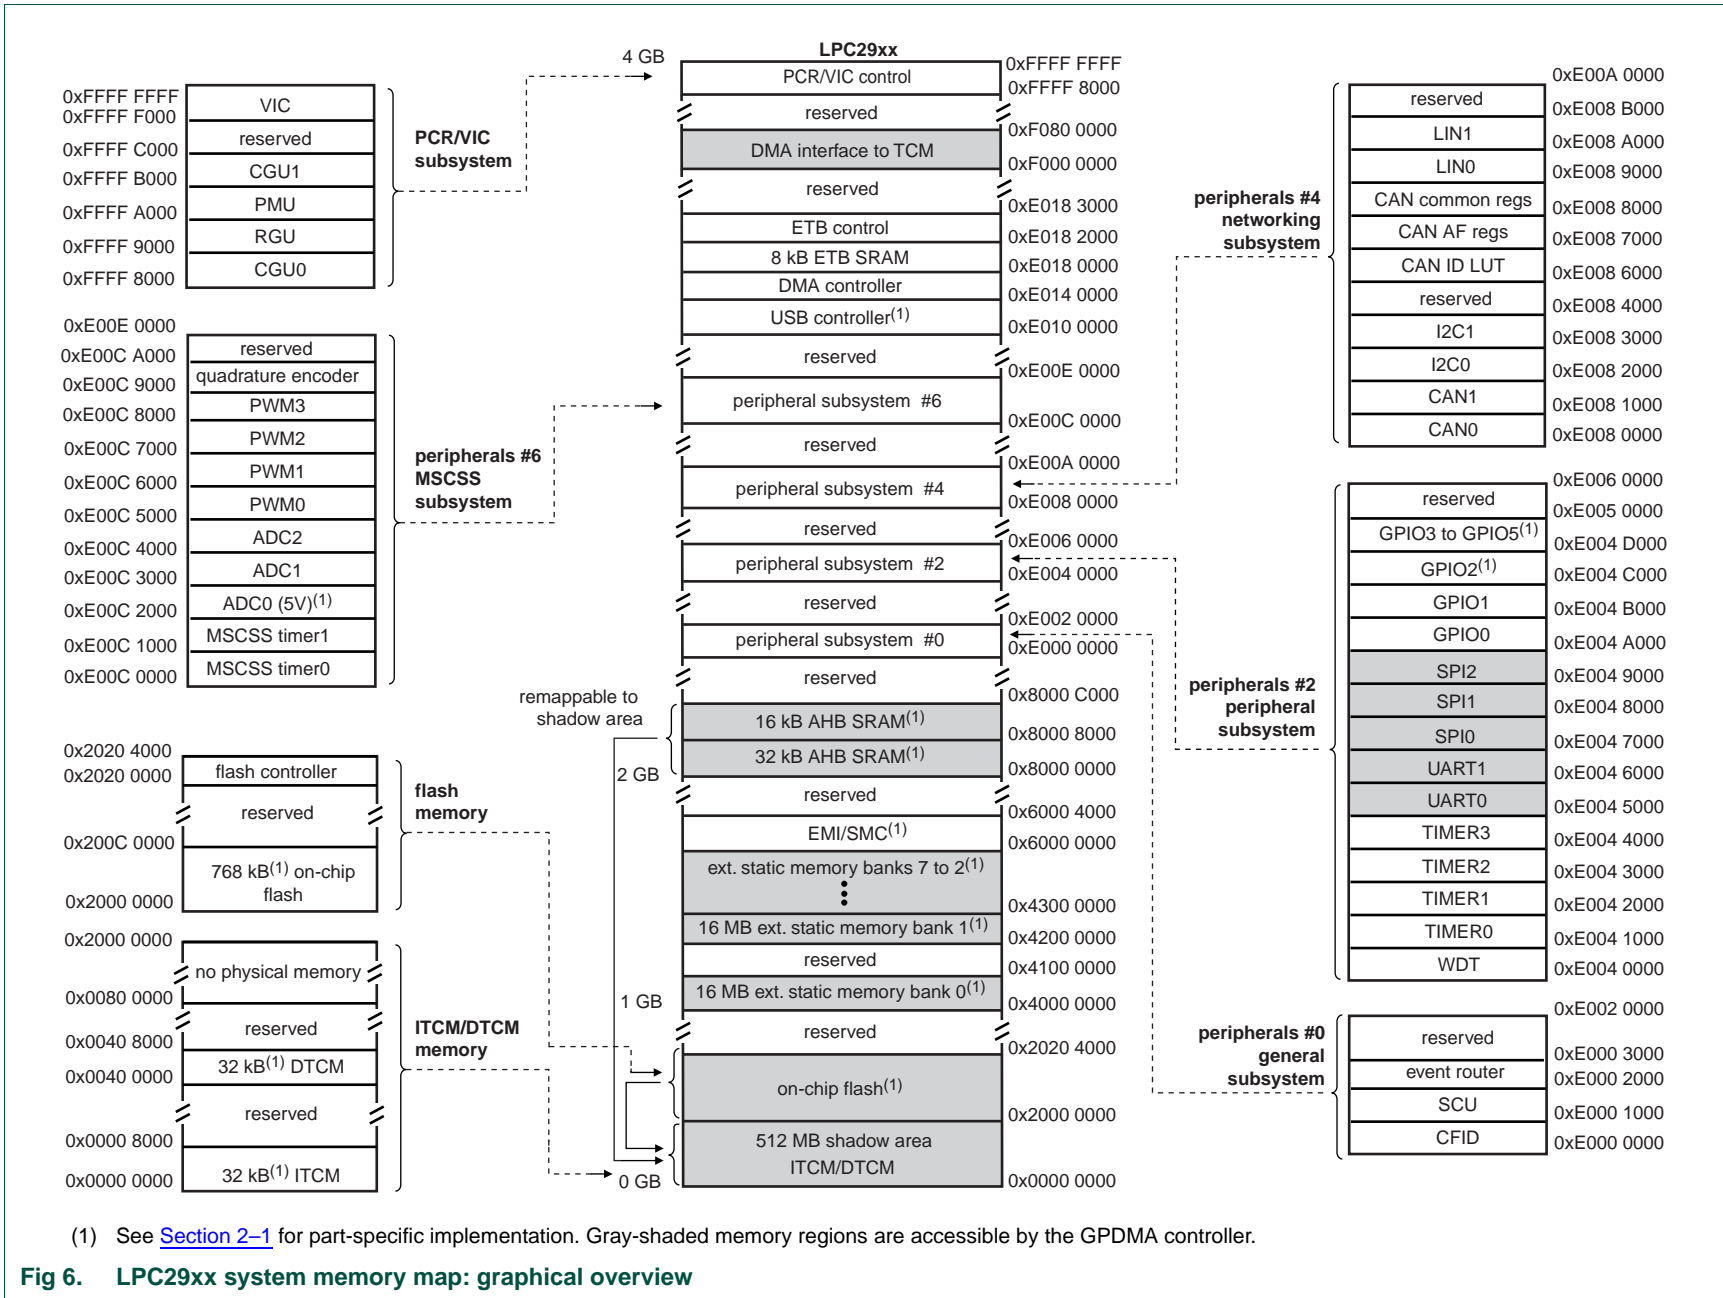 LPC29xx
4 GB
0xFFFF FFFF
PCR/VIC control
0xFFFF 8000
reserved
0xF080 0000
DMA interface to TCM
0xF000 0000
reserved
0xE018 3000
ETB control
0xE018 2000
8 kB ETB SRAM
0xE018 0000
DMA controller
0xE014 0000
USB controller(1)
0xE010 0000
reserved
0xE00E 0000
peripheral subsystem #6
0xE00C 0000
reserved
0xE00A 0000
peripheral subsystem #4
0xE008 0000
reserved
0xE006 0000
peripheral subsystem #2
0xE004 0000
reserved
0xE002 0000
peripheral subsystem #0
0xE000 0000
reserved
0x8000 C000
remappable to
shadow area
16 kB AHB SRAM(1)
0x8000 8000
32 kB AHB SRAM(1)
2 GB
0x8000 0000
reserved
0x6000 4000
EMI/SMC(1)
0x6000 0000
ext. static memory banks 7 to 2(1)
0x4300 0000
16 MB ext. static memory bank 1(1)
0x4200 0000
reserved
0x4100 0000
16 MB ext. static memory bank 0(1)
1 GB
0x4000 0000
reserved
0x2020 4000
on-chip flash(1)
0x2000 0000
512 MB shadow area
ITCM/DTCM
0 GB
0x0000 0000
0xFFFF FFFF
VIC
0xFFFF F000
reserved
0xFFFF C000
CGU1
0xFFFF B000
PMU
0xFFFF A000
RGU
0xFFFF 9000
CGU0
0xFFFF 8000
PCR/VIC
subsystem
0xE00E 0000
reserved
0xE00C A000
quadrature encoder
0xE00C 9000
PWM3
0xE00C 8000
PWM2
0xE00C 7000
PWM1
0xE00C 6000
PWM0
0xE00C 5000
ADC2
0xE00C 4000
ADC1
0xE00C 3000
ADC0 (5V)(1)
0xE00C 2000
MSCSS timer1
0xE00C 1000
MSCSS timer0
0xE00C 0000
peripherals #6
MSCSS
subsystem
0x2020 4000
flash controller
0x2020 0000
reserved
0x200C 0000
768 kB(1) on-chip
flash
0x2000 0000
flash
memory
0x2000 0000
no physical memory
0x0080 0000
reserved
0x0040 8000
32 kB(1) DTCM
0x0040 0000
reserved
0x0000 8000
32 kB(1) ITCM
0x0000 0000
ITCM/DTCM
memory
0xE00A 0000
reserved
0xE008 B000
LIN1
0xE008 A000
LIN0
0xE008 9000
CAN common regs
0xE008 8000
CAN AF regs
0xE008 7000
CAN ID LUT
0xE008 6000
reserved
0xE008 4000
I2C1
0xE008 3000
I2C0
0xE008 2000
CAN1
0xE008 1000
CAN0
0xE008 0000
peripherals #4
networking
subsystem
0xE006 0000
reserved
0xE005 0000
GPIO3 to GPIO5(1)
0xE004 D000
GPIO2(1)
0xE004 C000
GPIO1
0xE004 B000
GPIO0
0xE004 A000
SPI2
0xE004 9000
SPI1
0xE004 8000
SPI0
0xE004 7000
UART1
0xE004 6000
UART0
0xE004 5000
TIMER3
0xE004 4000
TIMER2
0xE004 3000
TIMER1
0xE004 2000
TIMER0
0xE004 1000
WDT
0xE004 0000
peripherals #2
peripheral
subsystem
0xE002 0000
reserved
0xE000 3000
event router
0xE000 2000
SCU
0xE000 1000
CFID
0xE000 0000
peripherals #0
general
subsystem
(1) See Section 2–1 for part-specific implementation. Gray-shaded memory regions are accessible by the GPDMA controller.
Fig 6. LPC29xx system memory map: graphical overview